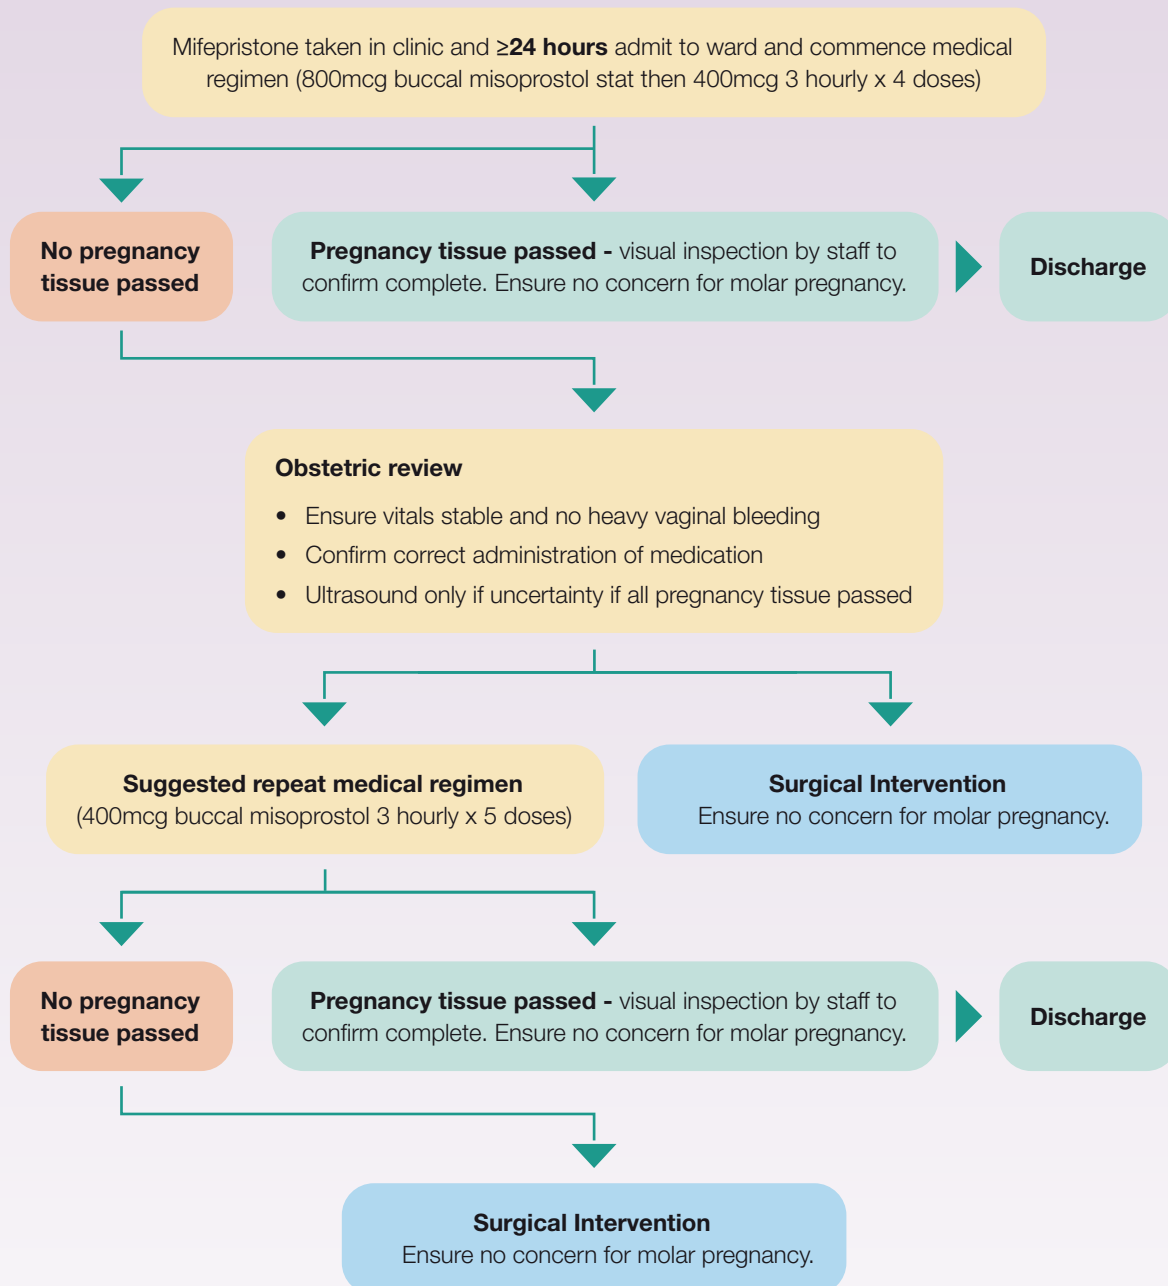 Mifepristone taken in clinic and ≥24 hours admit to ward and commence medical
regimen (800mcg buccal misoprostol stat then 400mcg 3 hourly x 4 doses)
No pregnancy
tissue passed
Pregnancy tissue passed - visual inspection by staff to
confirm complete. Ensure no concern for molar pregnancy.
Discharge
Obstetric review
• Ensure vitals stable and no heavy vaginal bleeding
• Confirm correct administration of medication
• Ultrasound only if uncertainty if all pregnancy tissue passed
Suggested repeat medical regimen
(400mcg buccal misoprostol 3 hourly x 5 doses)
Surgical Intervention
Ensure no concern for molar pregnancy.
No pregnancy
tissue passed
Pregnancy tissue passed - visual inspection by staff to
confirm complete. Ensure no concern for molar pregnancy.
Discharge
Surgical Intervention
Ensure no concern for molar pregnancy.